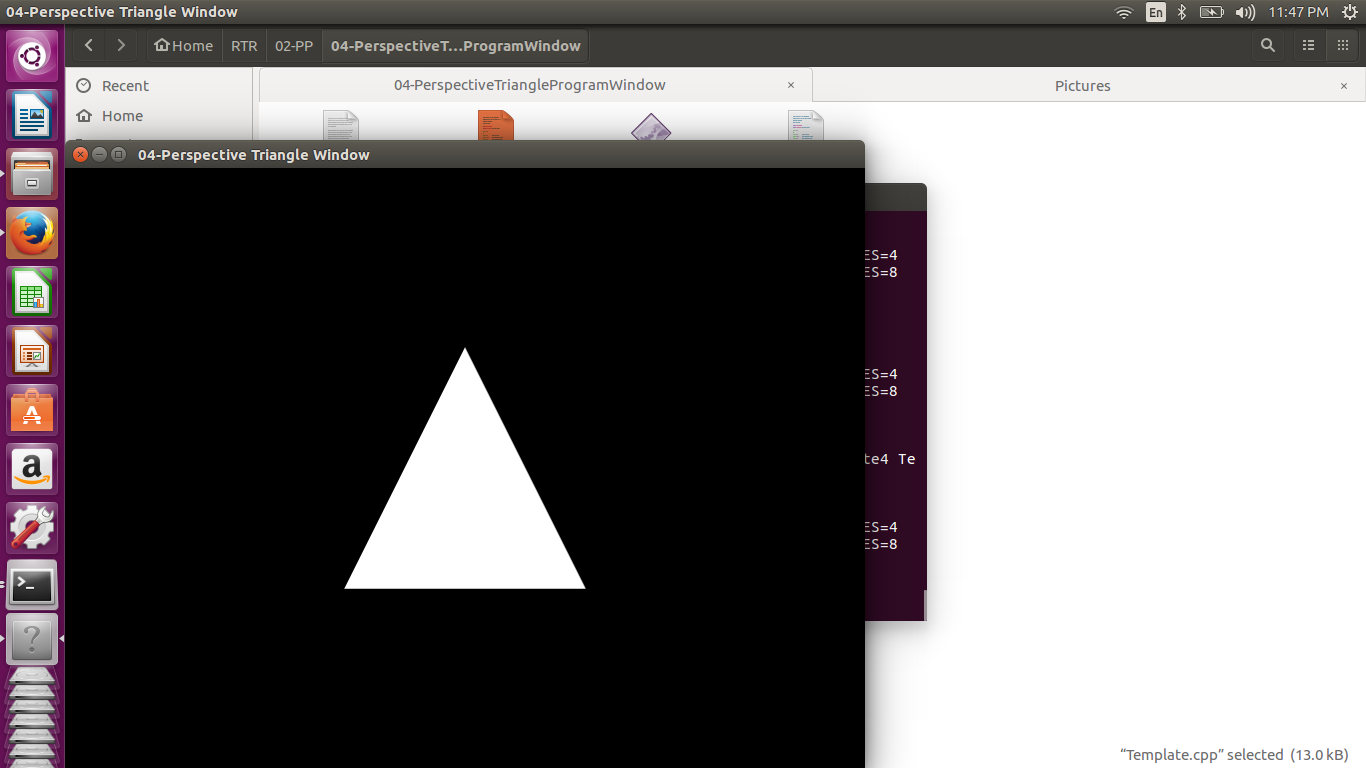 04-Perspective Triangle Window
En
11:47 PM
Home
RTR
02-PP
04-PerspectiveT...ProgramWindow
Recent
04-PerspectiveTriangleProgramWindow
×
Pictures
×
Home
04-Perspective Triangle Window
ES=4
ES=8
ES=4
ES=8
te4 Te
ES=4
ES=8
“Template.cpp” selected (13.0 kB)